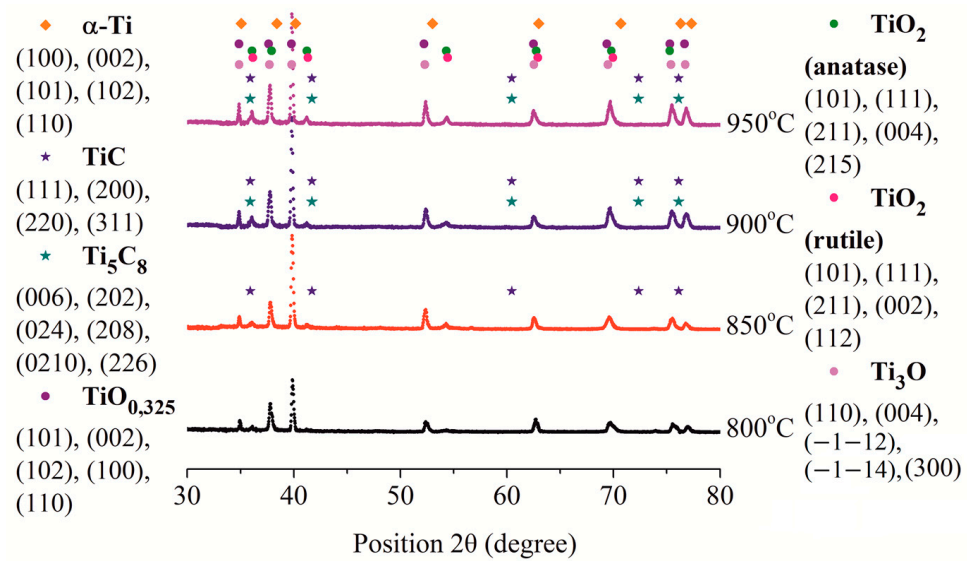 α-Ti
(100), (002),
(101), (102),
(110)
TiC
(111), (200),
(220), (311)
Ti5C8
(006), (202),
(024), (208),
(0210), (226)
TiO0,325
(101), (002),
(102), (100),
(110)
950°C
900°C
850°C
800°C
30 40 50 60 70 80
Position 2θ (degree)
TiO2
(anatase)
(101), (111),
(211), (004),
(215)
TiO2
(rutile)
(101), (111),
(211), (002),
(112)
Ti3O
(110), (004),
(−1−12),
(−1−14), (300)